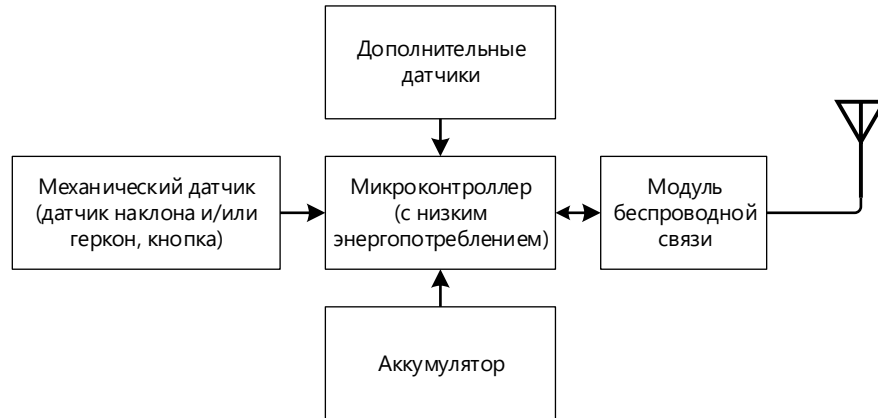 Дополнительные
датчики
Механический датчик
(датчик наклона и/или
геркон, кнопка)
Микроконтроллер
(с низким
энергопотреблением)
Модуль
беспроводной
связи
Аккумулятор